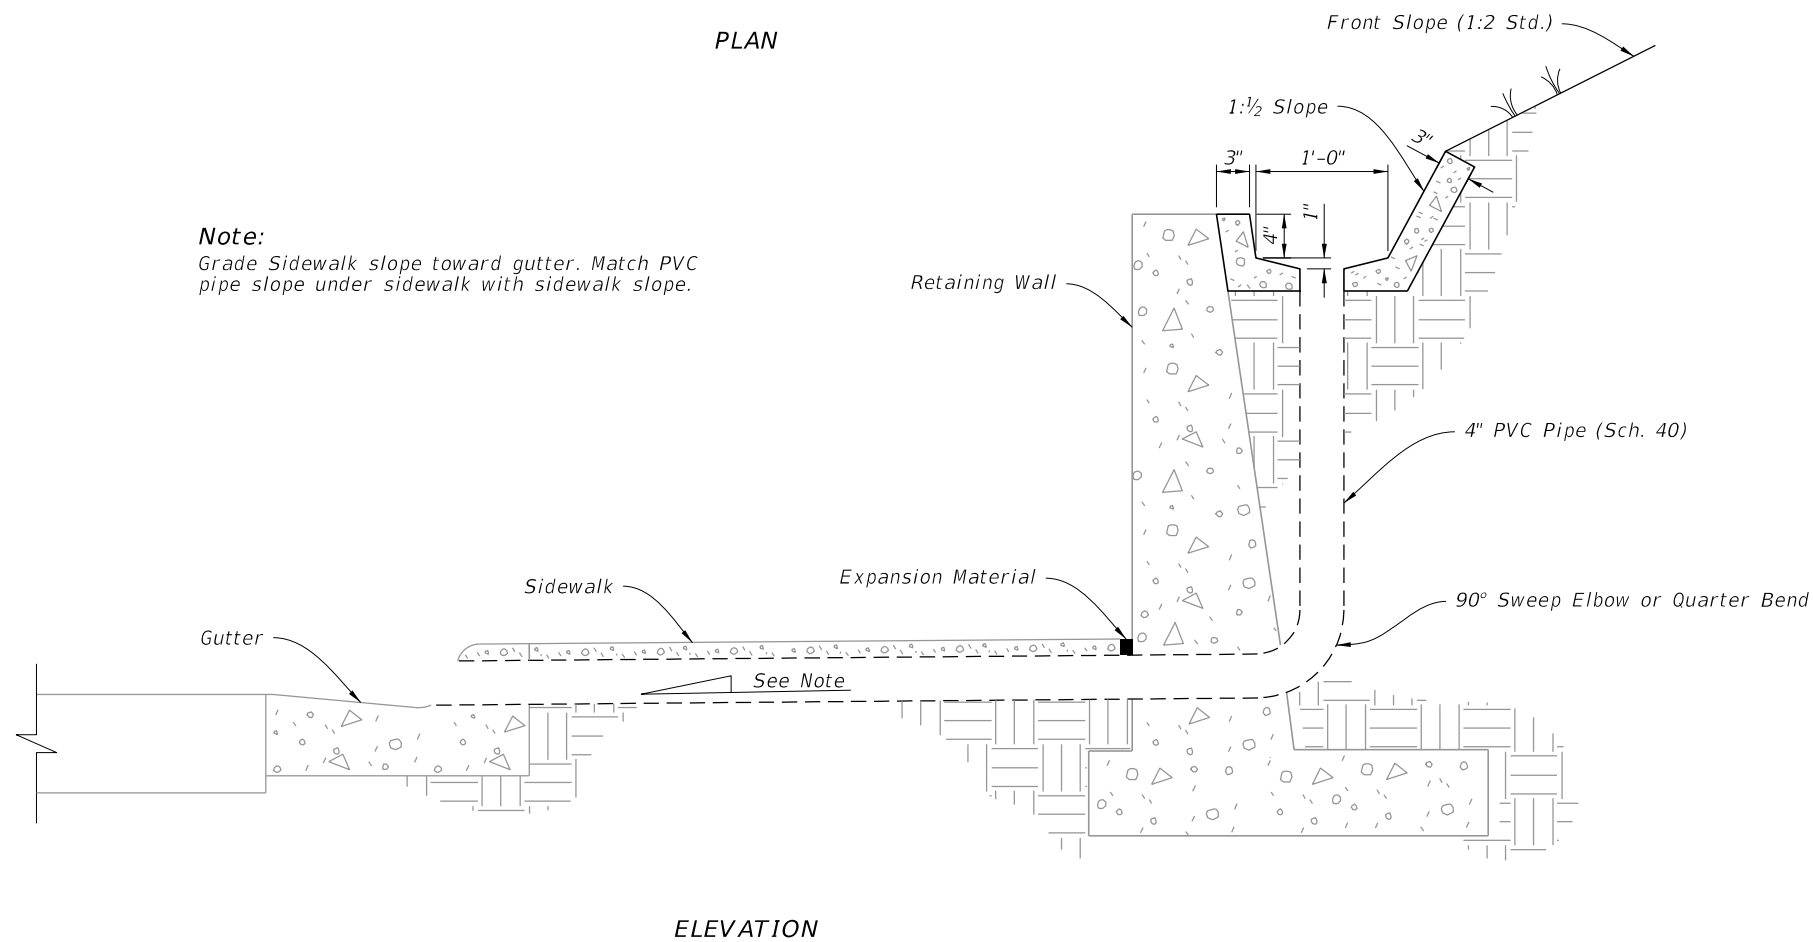 PLAN
Front Slope (1:2 Std.)
1:½ Slope
3"
3"
1'-0"
1"
4"
Note:
Grade Sidewalk slope toward gutter. Match PVC
pipe slope under sidewalk with sidewalk slope.
Retaining Wall
4" PVC Pipe (Sch. 40)
Expansion Material
Sidewalk
90° Sweep Elbow or Quarter Bend
Gutter
See Note
ELEVATION